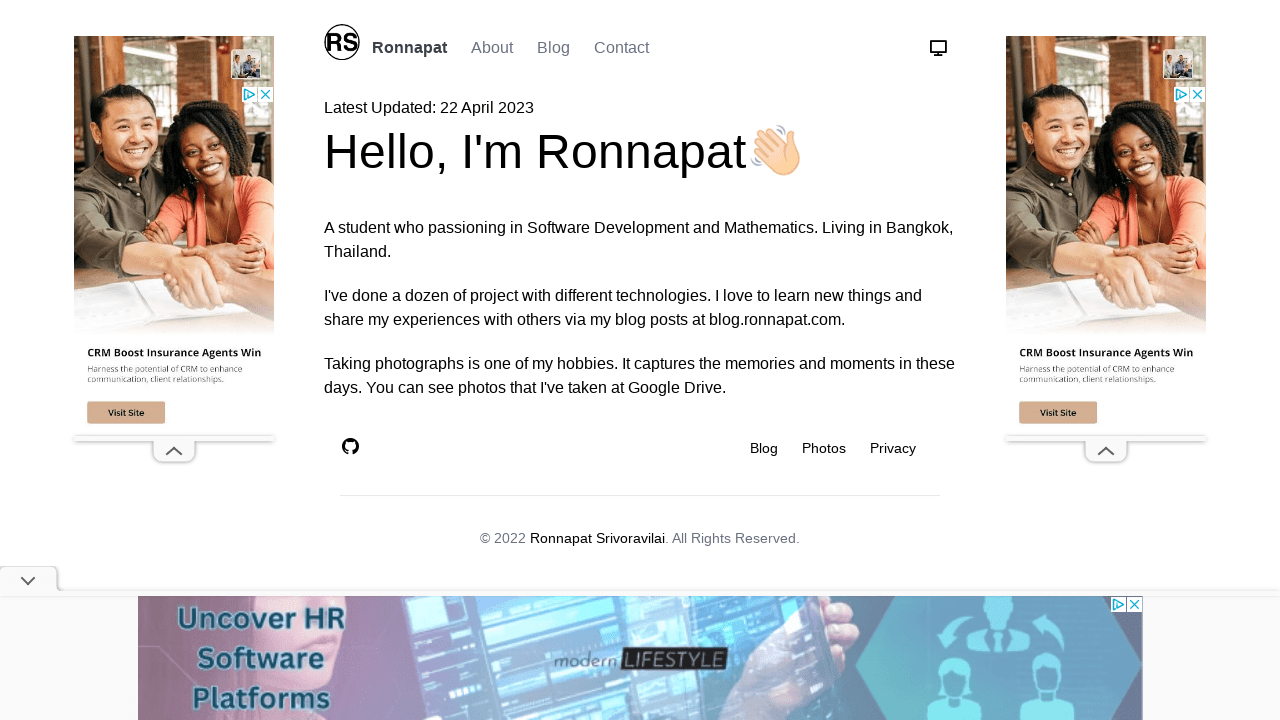 RS
Ronnapat About Blog Contact
Latest Updated: 22 April 2023
Hello, I'm Ronnapat
A student who passioning in Software Development and Mathematics. Living in Bangkok,
Thailand.
I've done a dozen of project with different technologies. I love to learn new things and
share my experiences with others via my blog posts at blog.ronnapat.com.
Taking photographs is one of my hobbies. It captures the memories and moments in these
days. You can see photos that I've taken at Google Drive.
Blog Photos Privacy
© 2022 Ronnapat Srivoravilai. All Rights Reserved.
CRM Boost Insurance Agents Win
Harness the potential of CRM to enhance
communication, client relationships.
Visit Site
CRM Boost Insurance Agents Win
Harness the potential of CRM to enhance
communication, client relationships.
Visit Site
Uncover HR
Software
Platforms
modern LIFESTYLE